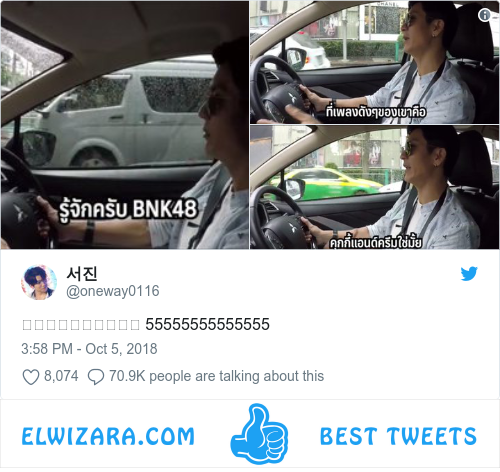 CHANEL
รู้จักครับ BNK48
ที่เพลงดังๆของเขาคือ
คุกกี้แอนด์ครีมใช่มั้ย
서진
@oneway0116
55555555555555
3:58 PM - Oct 5, 2018
8,074 70.9K people are talking about this
ELWIZARA.COM BEST TWEETS